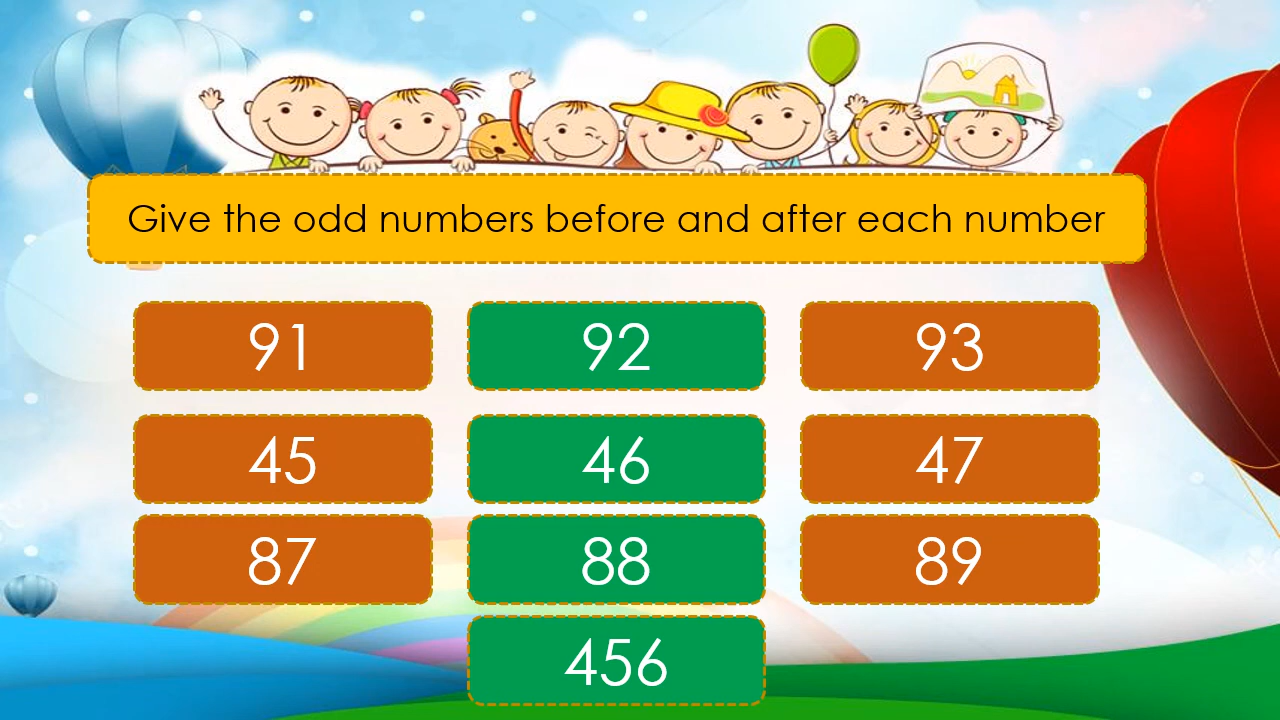 Give the odd numbers before and after each number
91 92 93
45 46 47
87 88 89
456